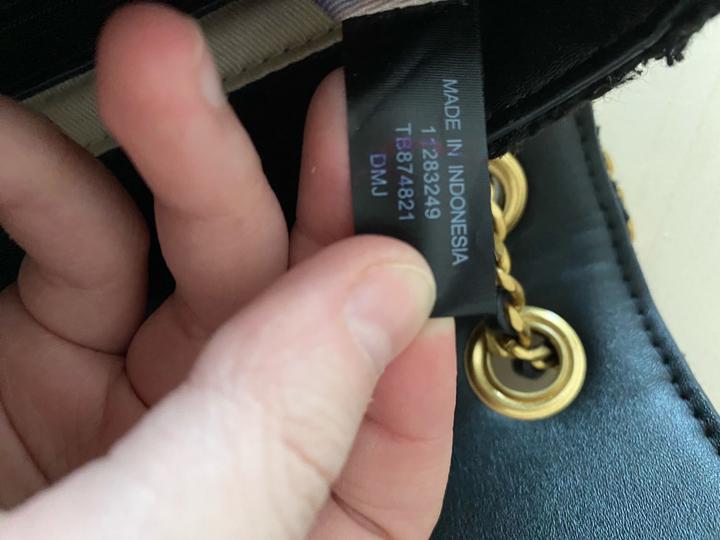 MADE IN INDONESIA
11283249
TB874821
DMJ